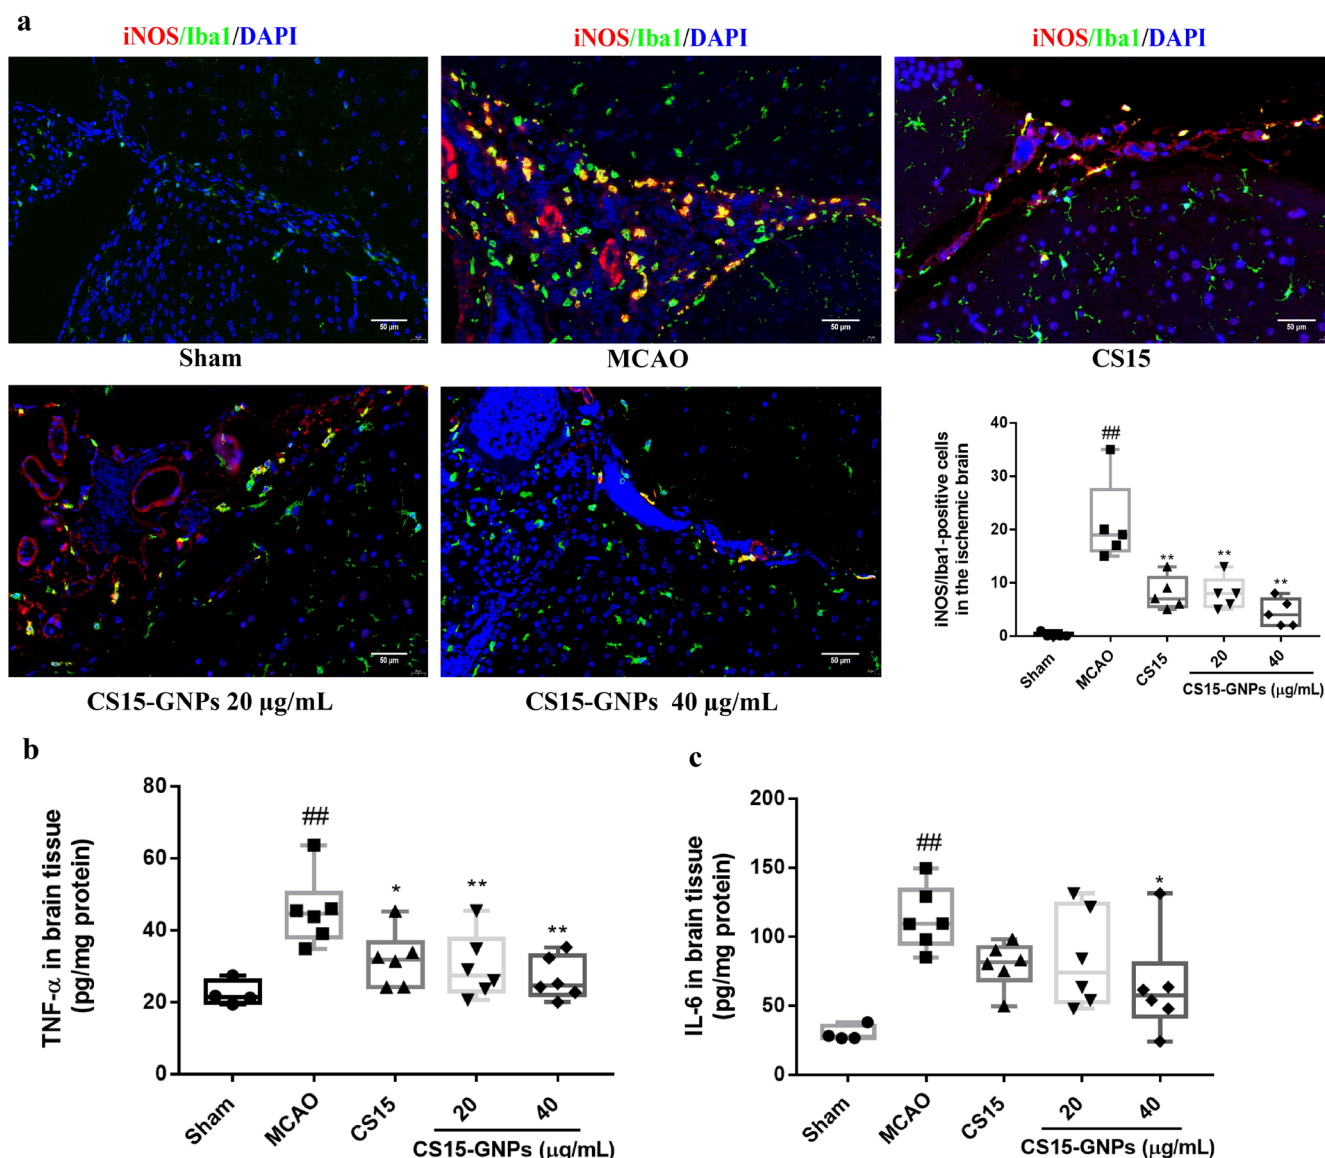 a
iNOS/Iba1/DAPI
iNOS/Iba1/DAPI
iNOS/Iba1/DAPI
50 μm
50 μm
50 μm
Sham
MCAO
CS15
50 μm
50 μm
CS15-GNPs 20 μg/mL
CS15-GNPs 40 μg/mL
iNOS/Iba1-positive cells
in the ischemic brain
40
30
20
10
0
##
**
**
**
Sham
MCAO
CS15
20
40
CS15-GNPs (μg/mL)
b
TNF-α in brain tissue
(pg/mg protein)
80
60
40
20
0
##
*
**
**
Sham
MCAO
CS15
20
40
CS15-GNPs (μg/mL)
c
IL-6 in brain tissue
(pg/mg protein)
200
150
100
50
0
##
*
Sham
MCAO
CS15
20
40
CS15-GNPs (μg/mL)